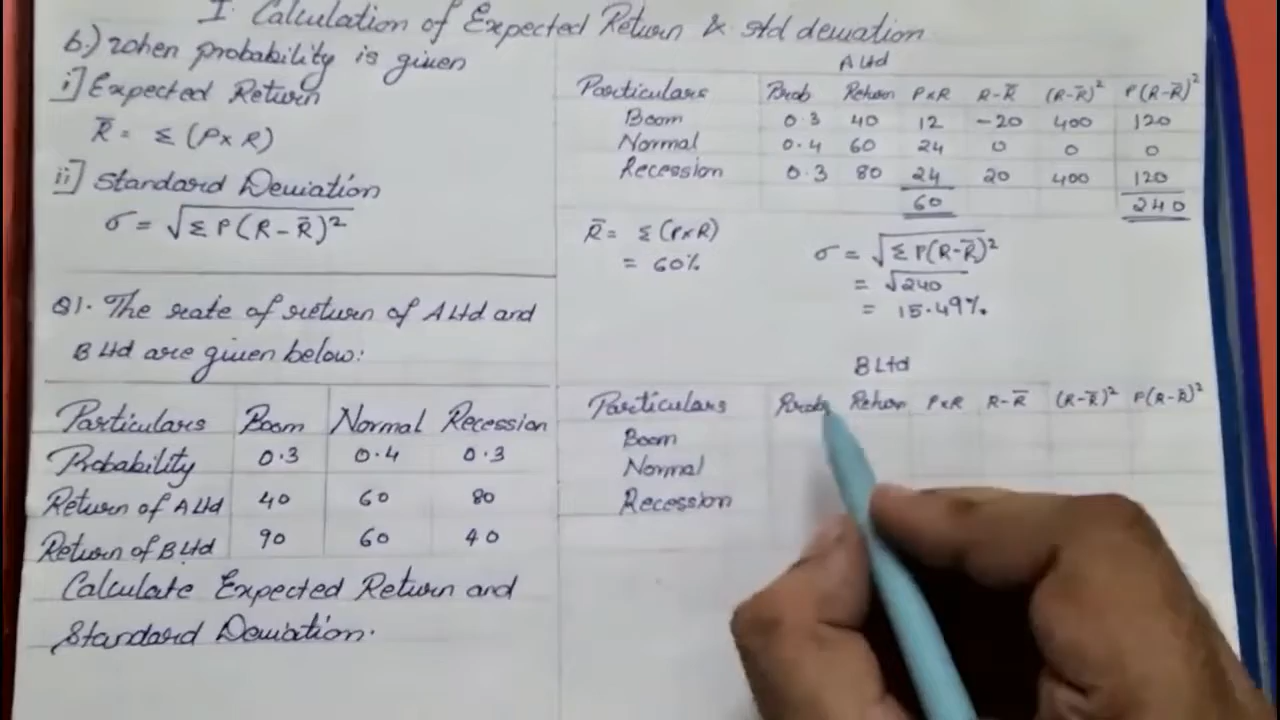 I. Calculation of Expected Return & std deviation
b.) When probability is given
i] Expected Return
R̄ = Σ (P×R)
ii] Standard Deviation
σ = √Σ P(R-R̄)²
Q1. The rate of return of A Ltd and
B Ltd are given below:
Particulars Boom Normal Recession
Probability 0.3 0.4 0.3
Return of A Ltd 40 60 80
Return of B Ltd 90 60 40
Calculate Expected Return and
Standard Deviation.
A Ltd
Particulars Prob Return P×R R-R̄ (R-R̄)² P(R-R̄)²
Boom 0.3 40 12 -20 400 120
Normal 0.4 60 24 0 0 0
Recession 0.3 80 24 20 400 120
60 240
R̄ = Σ (P×R)
= 60%
σ = √Σ P(R-R̄)²
= √240
= 15.49%
B Ltd
Particulars Prob Return P×R R-R̄ (R-R̄)² P(R-R̄)²
Boom
Normal
Recession